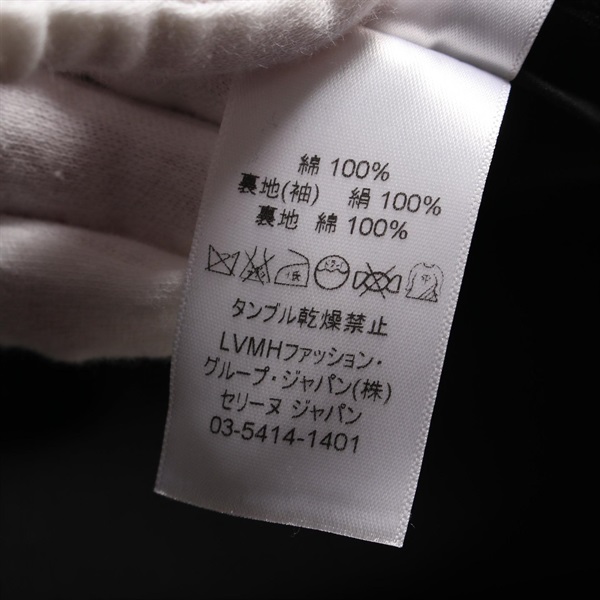 綿 100%
裏地(袖) 絹 100%
裏地 綿 100%
タンブル乾燥禁止
LVMHファッション・
グループ・ジャパン(株)
セリーヌ ジャパン
03-5414-1401